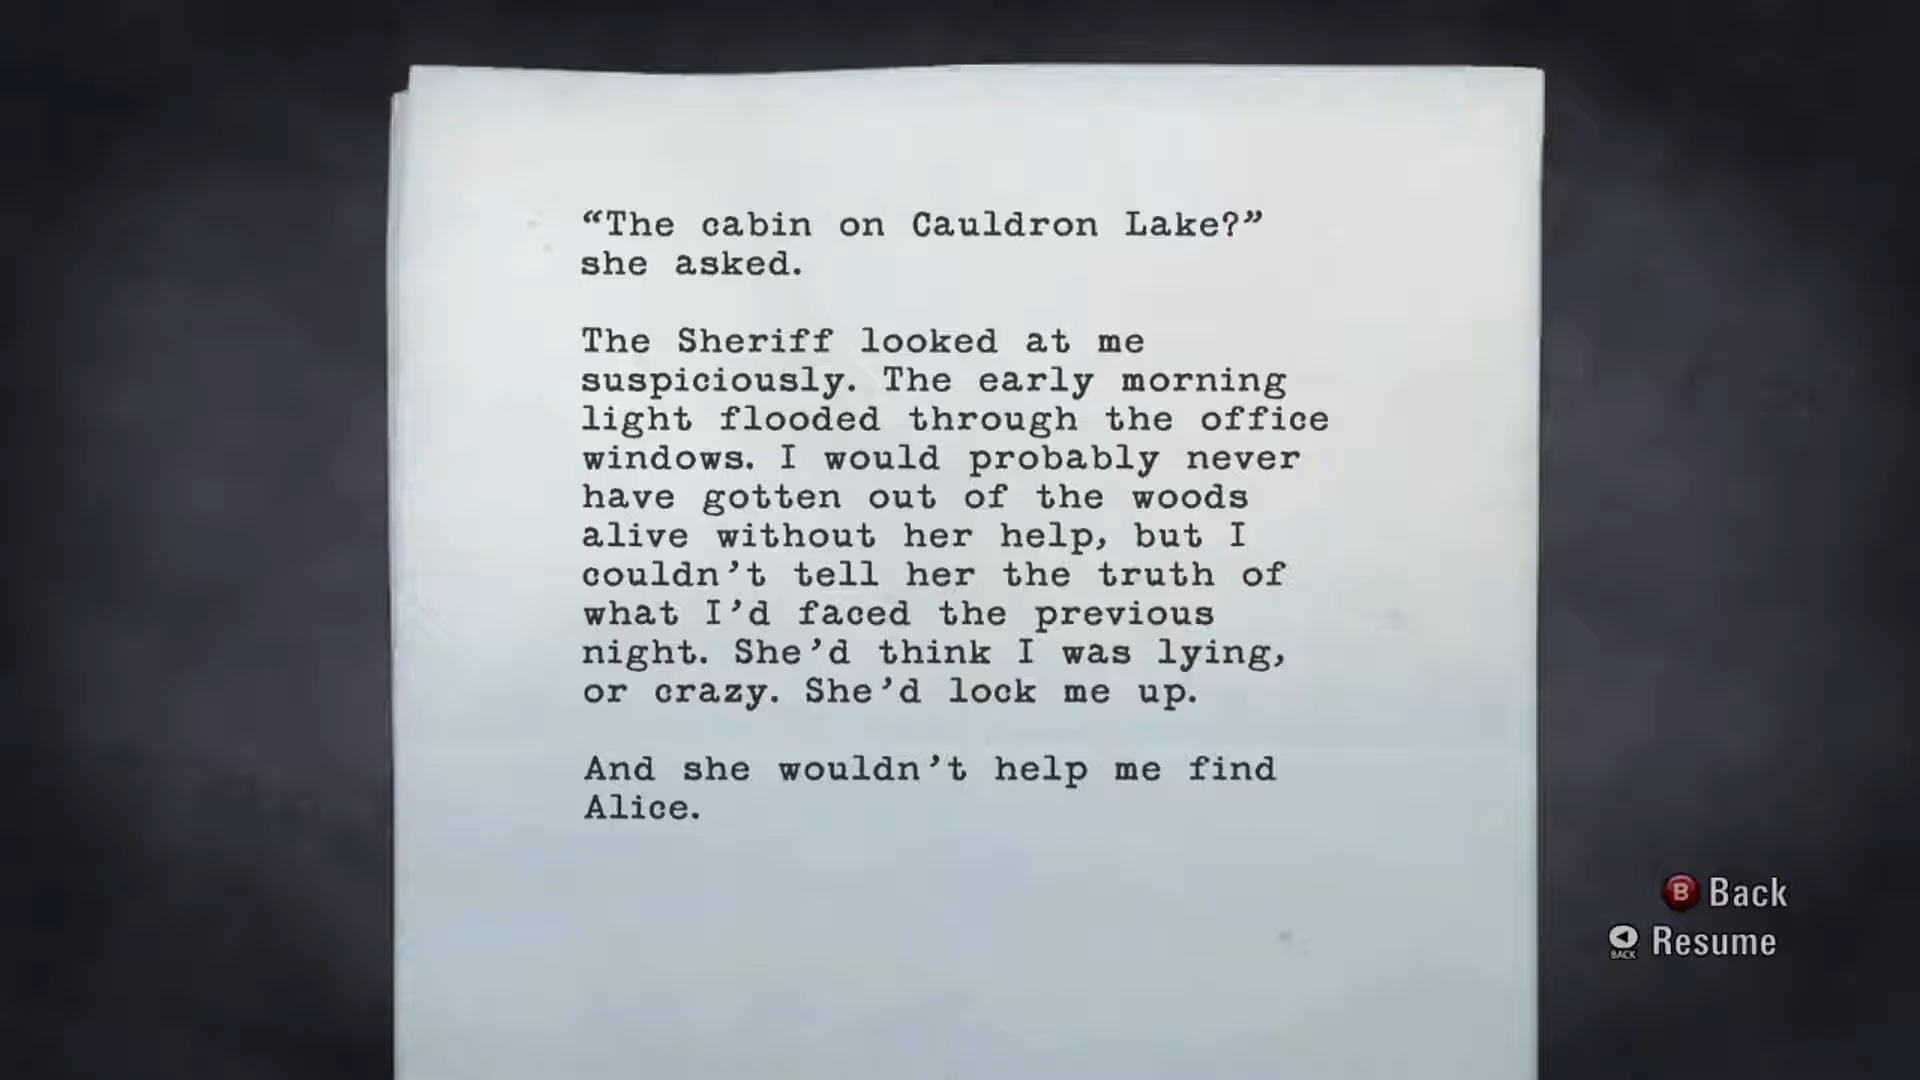 “The cabin on Cauldron Lake?”
she asked.
The Sheriff looked at me
suspiciously. The early morning
light flooded through the office
windows. I would probably never
have gotten out of the woods
alive without her help, but I
couldn’t tell her the truth of
what I’d faced the previous
night. She’d think I was lying,
or crazy. She’d lock me up.
And she wouldn’t help me find
Alice.
B Back
BACK Resume